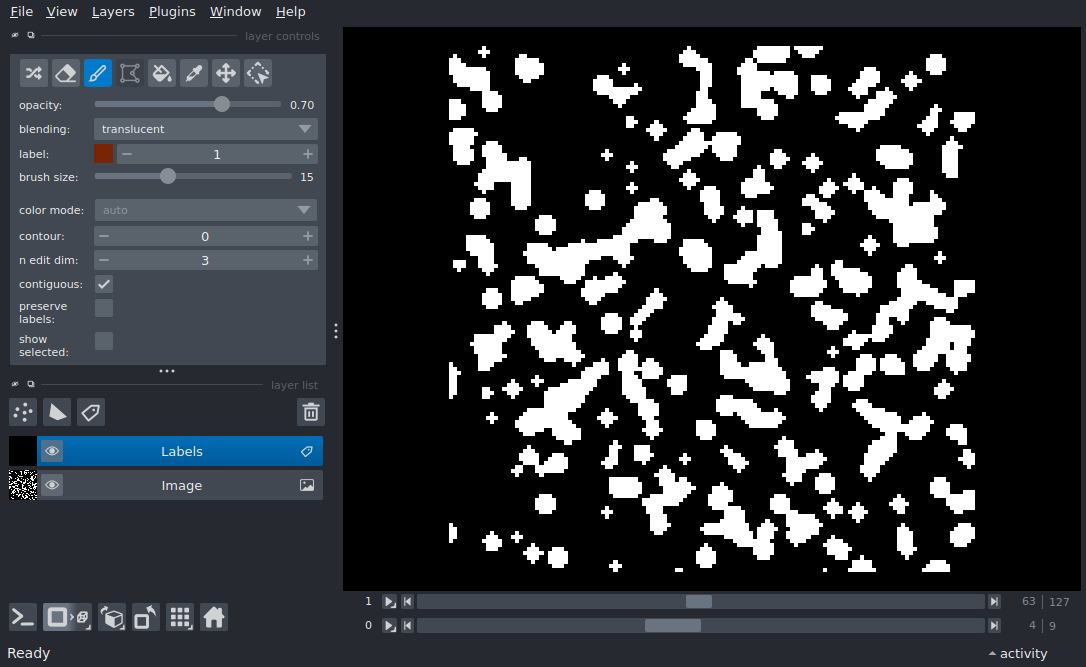 File View Layers Plugins Window Help
layer controls
opacity: 0.70
blending: translucent
label: 1
brush size: 15
color mode: auto
contour: 0
n edit dim: 3
contiguous:
preserve
labels:
show
selected:
layer list
Labels
Image
1 63 127
0 4 9
Ready activity